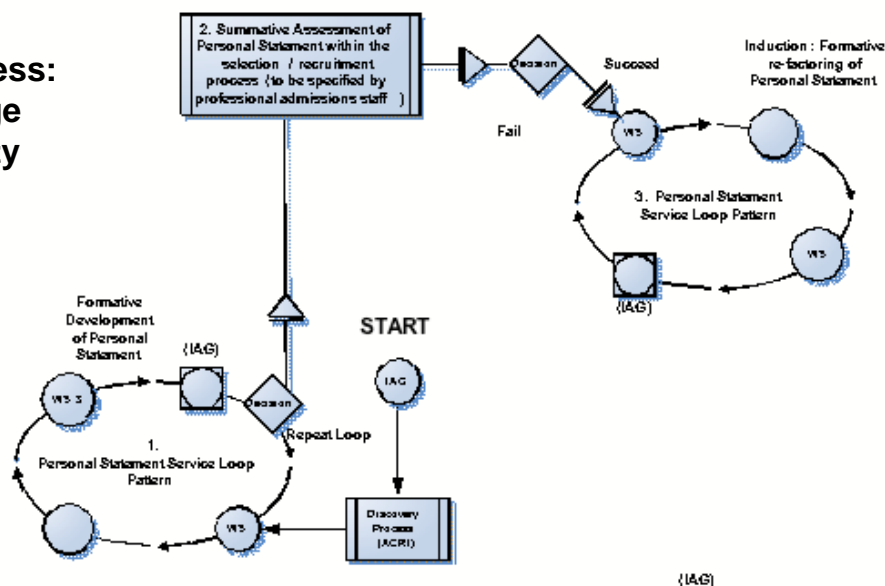 ess:
ge
ty
2. Summative Assessment of
Personal Statement within the
selection / recruitment
process (to be specified by
professional admissions staff )
Decision
Succeed
Fail
Induction : Formative
re-factoring of
Personal Statement
WS
3. Personal Statement
Service Loop Pattern
WS
(IAG)
Formative
Development
of Personal
Statement
(IAG)
START
IAG
WS 3
Decision
Repeat Loop
1.
Personal Statement Service Loop
Pattern
WS
Discovery
Process
(ACRI)
(IAG)